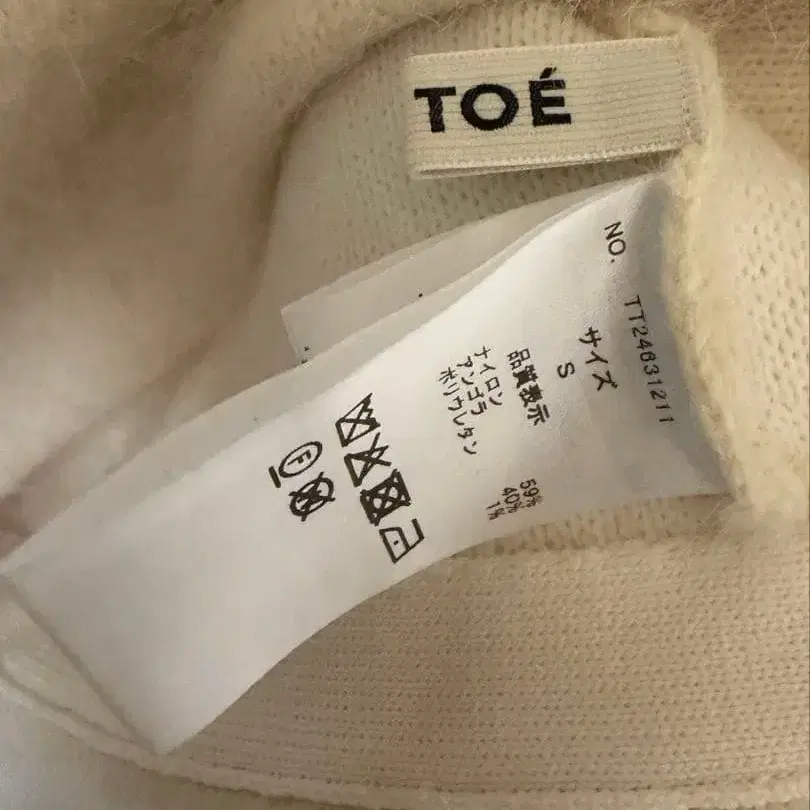 TOÉ
NO. TT24631211
サイズ
S
品質表示
ナイロン 59%
アンゴラ 40%
ポリウレタン 1%
F